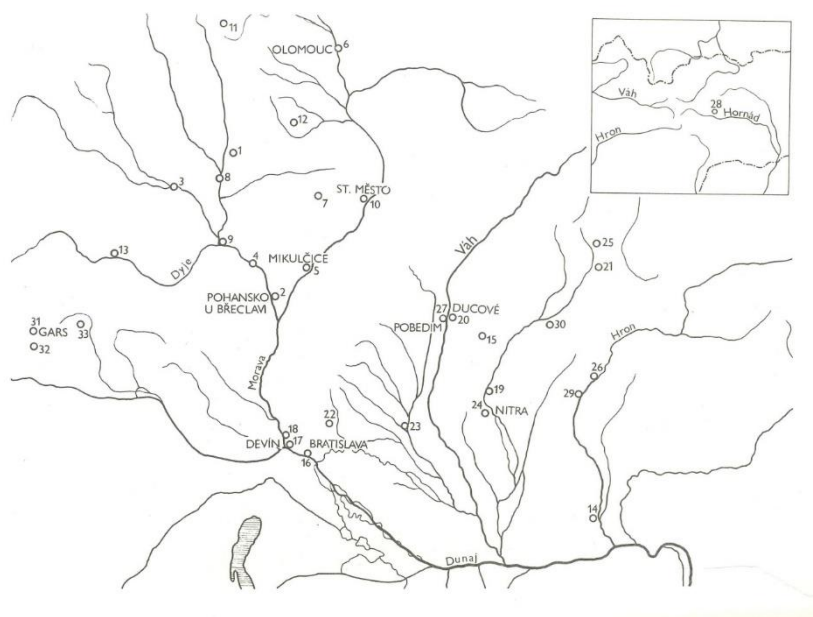 11
OLOMOUC 6
12
1
8
3
7
ST. MĚSTO
10
13
9
4
Dyje
MIKULČICE
5
2
POHANSKO
U BŘECLAVI
31
GARS
33
32
Morava
Váh
25
21
27 DUCOVÉ
20
POBEDIM
15
30
Hron
26
29
19
24
NITRA
22
23
18
DEVÍN 17
BRATISLAVA
16
14
Dunaj
Váh
28
Hornád
Hron